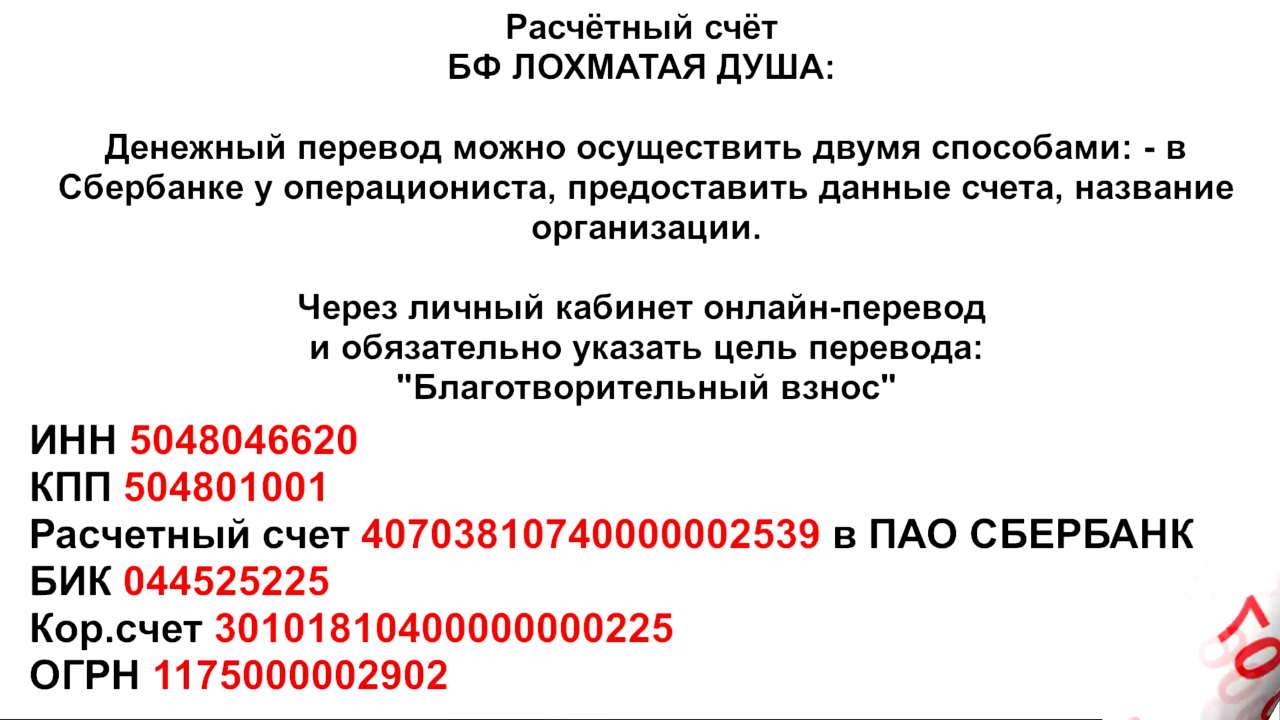 Расчётный счёт
БФ ЛОХМАТАЯ ДУША:
Денежный перевод можно осуществить двумя способами: - в
Сбербанке у операциониста, предоставить данные счета, название
организации.
Через личный кабинет онлайн-перевод
и обязательно указать цель перевода:
"Благотворительный взнос"
ИНН 5048046620
КПП 504801001
Расчетный счет 40703810740000002539 в ПАО СБЕРБАНК
БИК 044525225
Кор.счет 30101810400000000225
ОГРН 1175000002902